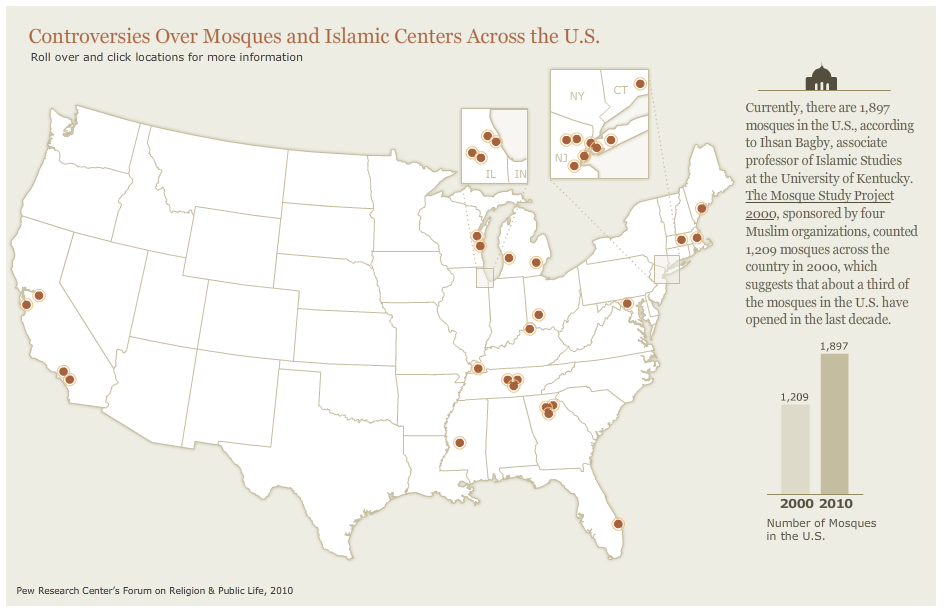 Controversies Over Mosques and Islamic Centers Across the U.S.
Roll over and click locations for more information
NY
CT
NJ
IL
IN
Currently, there are 1,897
mosques in the U.S., according
to Ihsan Bagby, associate
professor of Islamic Studies
at the University of Kentucky.
The Mosque Study Project
2000, sponsored by four
Muslim organizations, counted
1,209 mosques across the
country in 2000, which
suggests that about a third of
the mosques in the U.S. have
opened in the last decade.
1,897
1,209
2000 2010
Number of Mosques
in the U.S.
Pew Research Center's Forum on Religion & Public Life, 2010